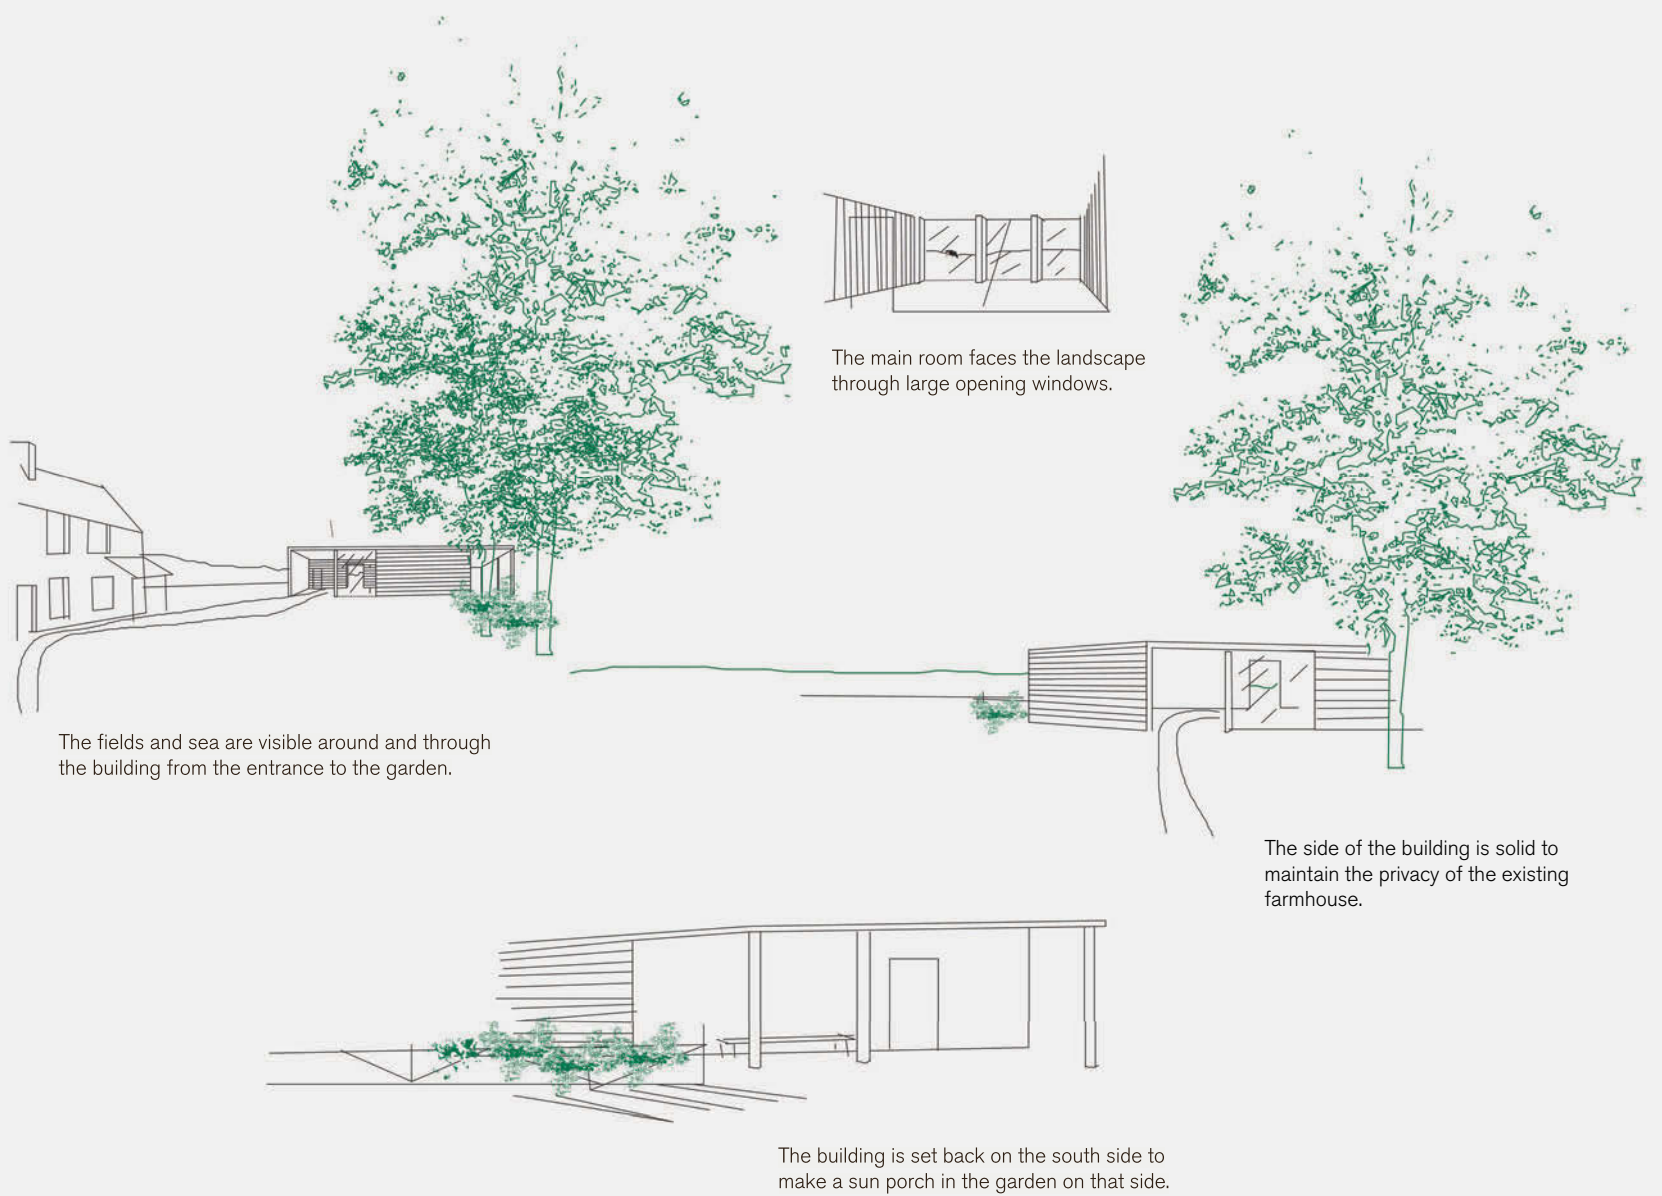 The main room faces the landscape
through large opening windows.
The fields and sea are visible around and through
the building from the entrance to the garden.
The side of the building is solid to
maintain the privacy of the existing
farmhouse.
The building is set back on the south side to
make a sun porch in the garden on that side.